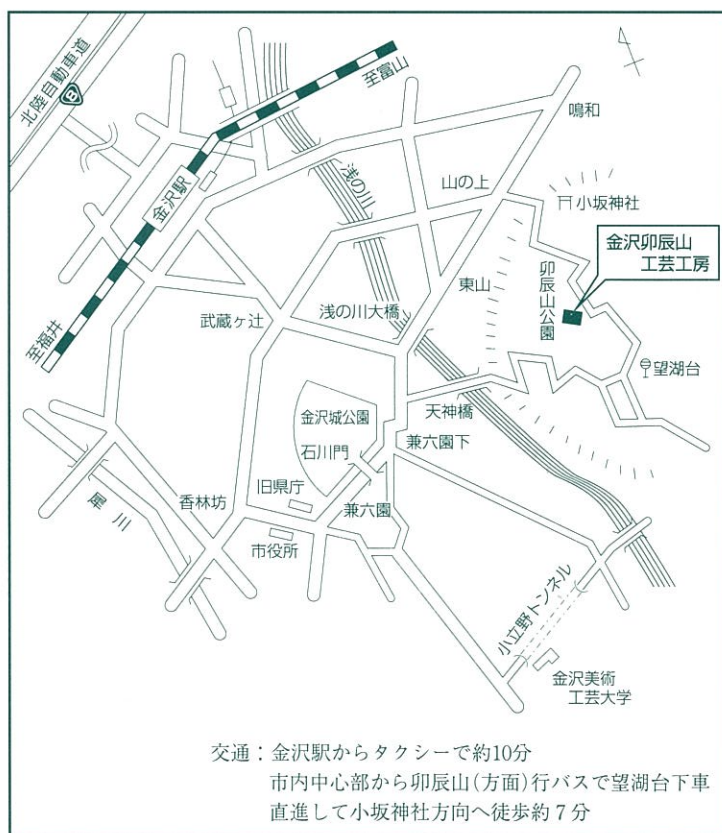 北陸自動車道
8
至富山
鳴和
金沢駅
浅の川
山の上
小坂神社
金沢卯辰山
工芸工房
東山
卯辰山公園
武蔵ヶ辻
浅の川大橋
至福井
望湖台
天神橋
金沢城公園
石川門
兼六園下
旧県庁
兼六園
香林坊
犀川
市役所
小立野トンネル
金沢美術
工芸大学
交通：金沢駅からタクシーで約10分
市内中心部から卯辰山(方面)行バスで望湖台下車
直進して小坂神社方向へ徒歩約７分